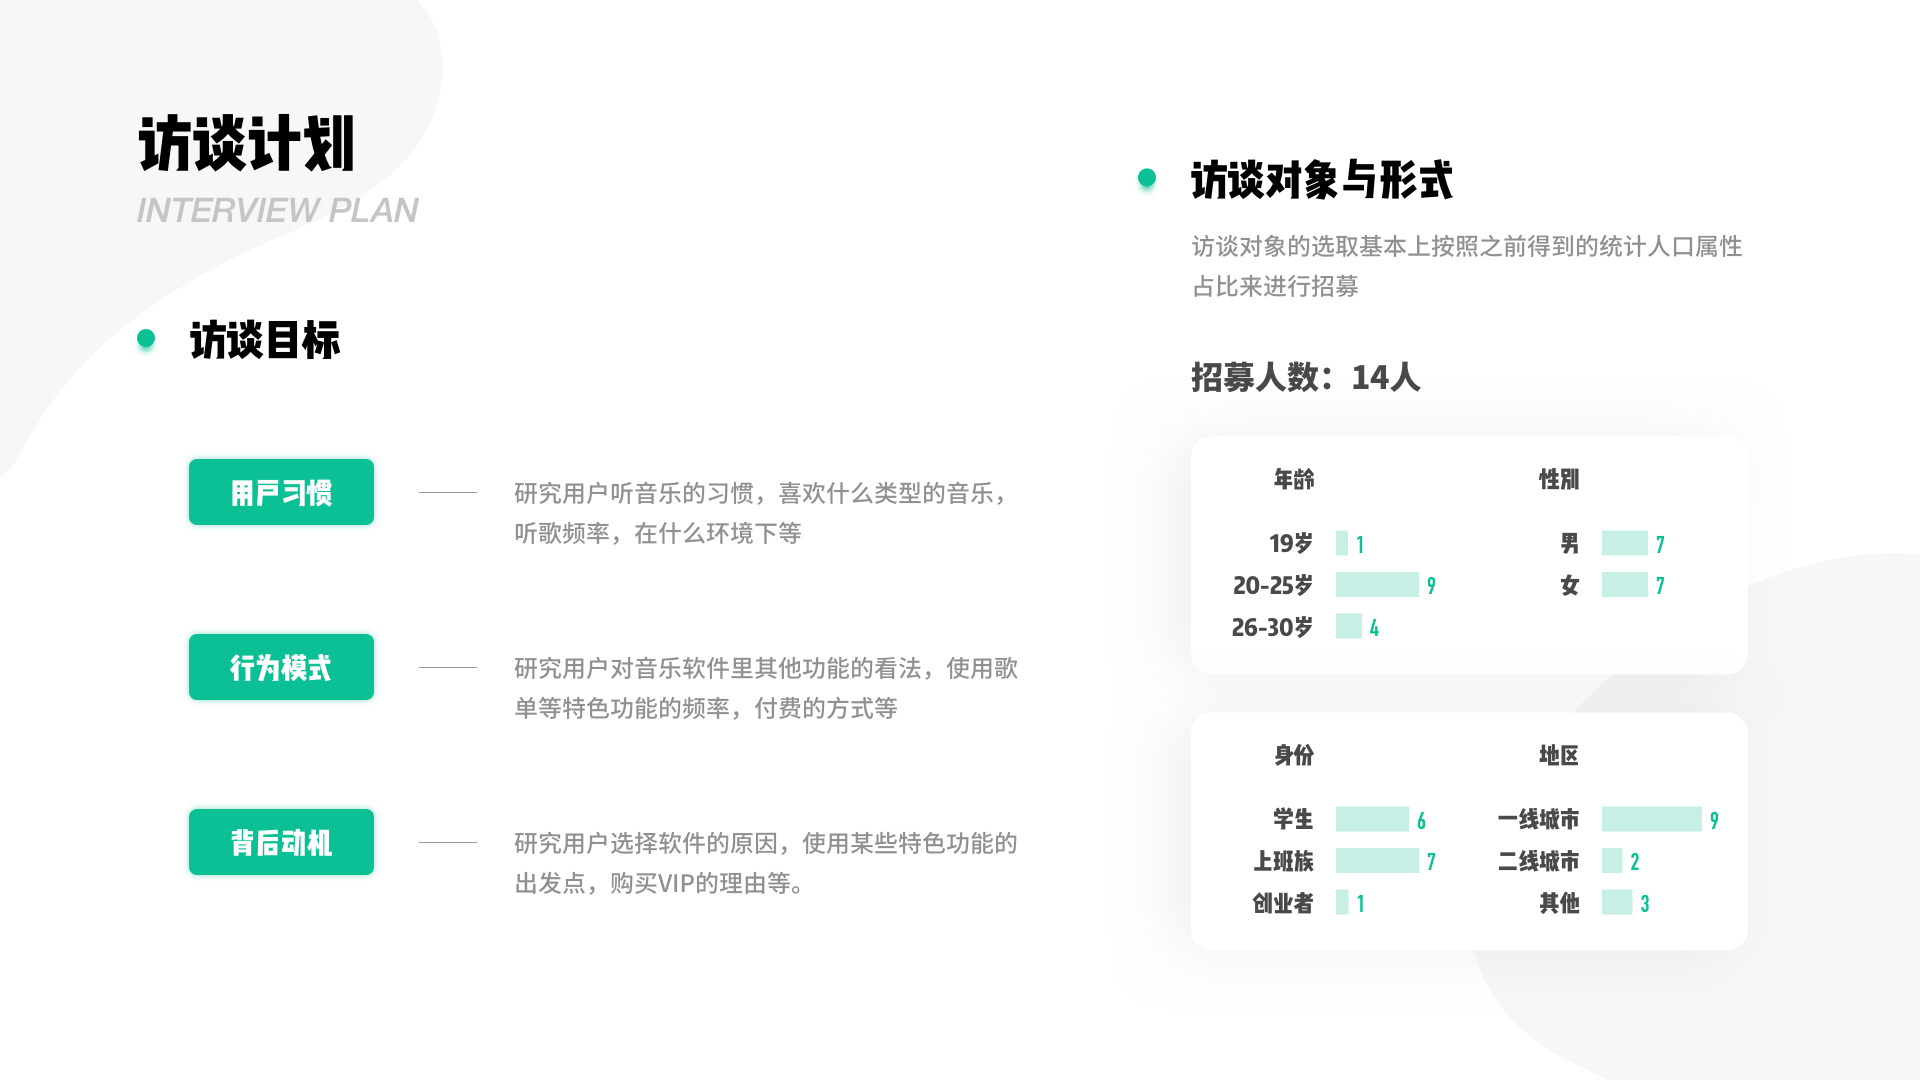 访谈计划
INTERVIEW PLAN
访谈目标
用户习惯
研究用户听音乐的习惯，喜欢什么类型的音乐，
听歌频率，在什么环境下等
行为模式
研究用户对音乐软件里其他功能的看法，使用歌
单等特色功能的频率，付费的方式等
背后动机
研究用户选择软件的原因，使用某些特色功能的
出发点，购买VIP的理由等。
访谈对象与形式
访谈对象的选取基本上按照之前得到的统计人口属性
占比来进行招募
招募人数：14人
年龄
19岁 1
20-25岁 9
26-30岁 4
性别
男 7
女 7
身份
学生 6
上班族 7
创业者 1
地区
一线城市 9
二线城市 2
其他 3